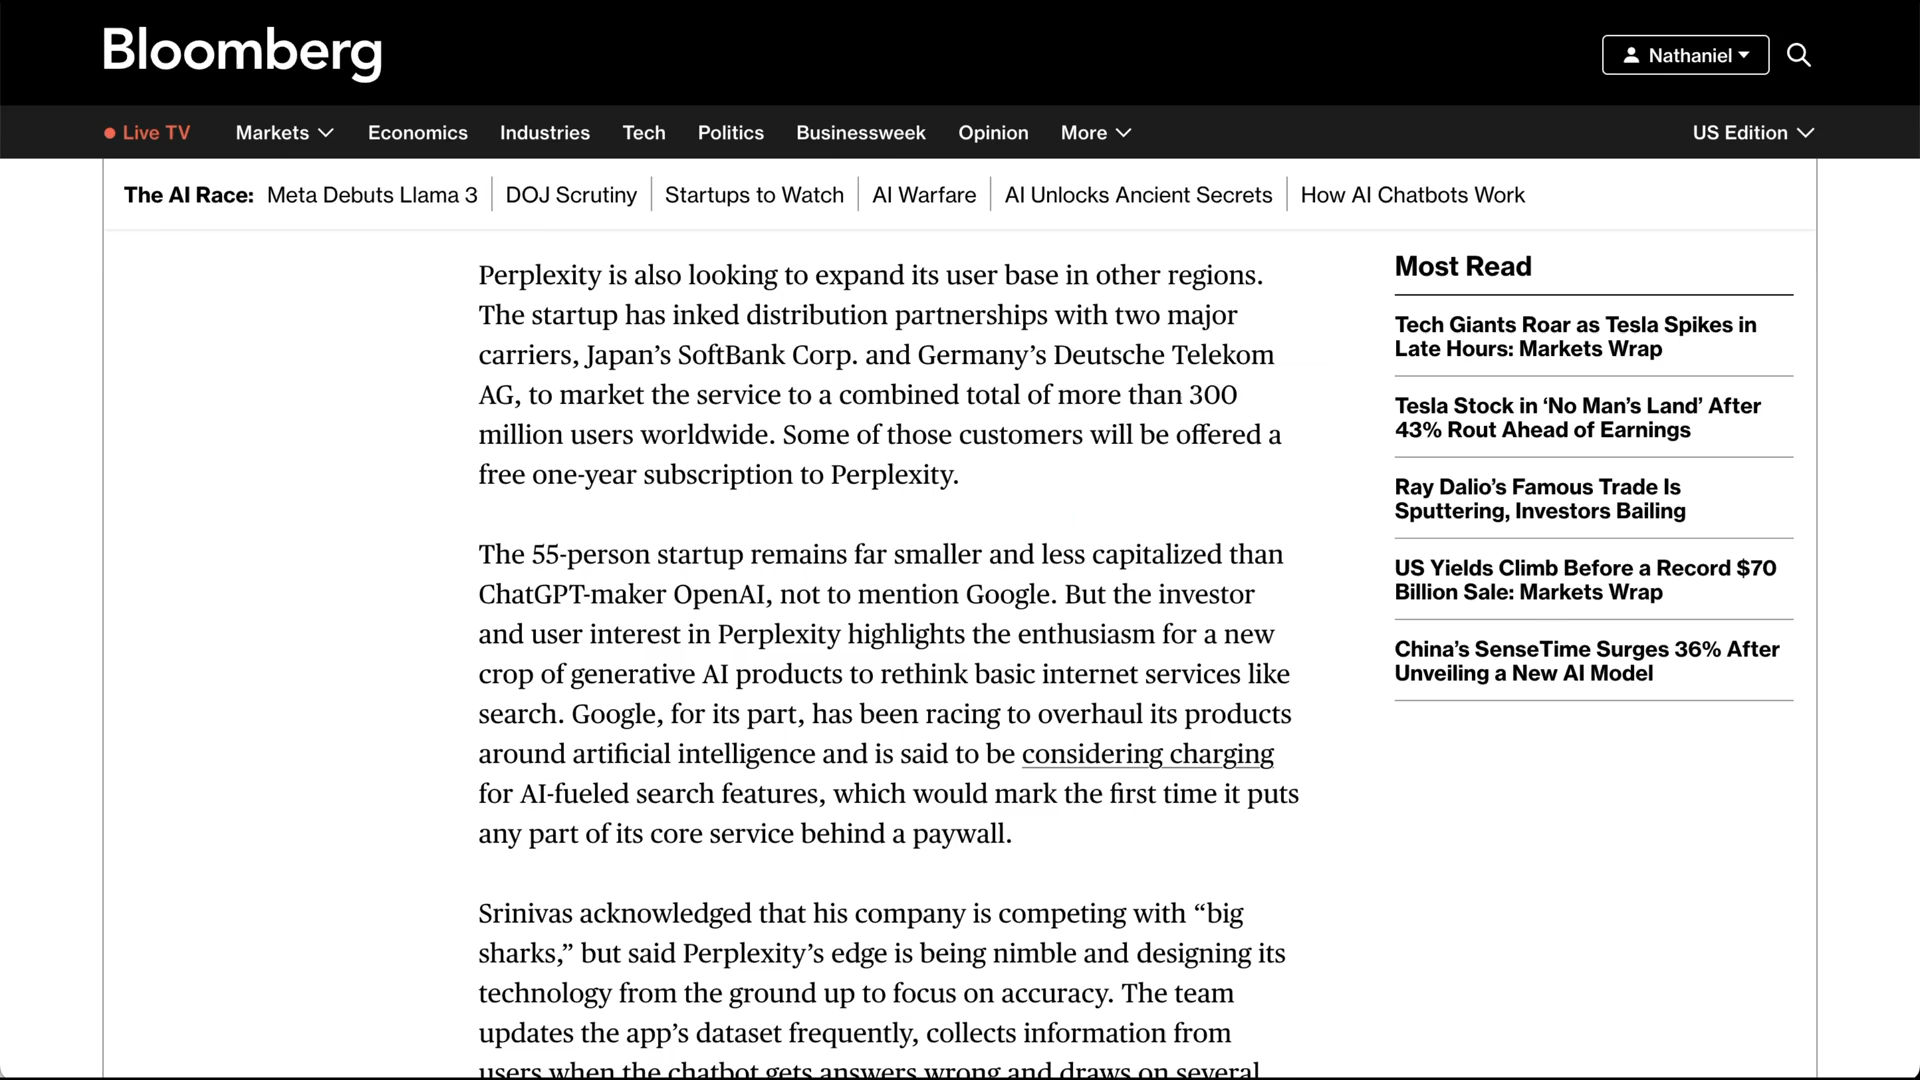 Bloomberg
Nathaniel
Live TV
Markets
Economics
Industries
Tech
Politics
Businessweek
Opinion
More
US Edition
The AI Race:
Meta Debuts Llama 3
DOJ Scrutiny
Startups to Watch
AI Warfare
AI Unlocks Ancient Secrets
How AI Chatbots Work
Perplexity is also looking to expand its user base in other regions.
The startup has inked distribution partnerships with two major
carriers, Japan’s SoftBank Corp. and Germany’s Deutsche Telekom
AG, to market the service to a combined total of more than 300
million users worldwide. Some of those customers will be offered a
free one-year subscription to Perplexity.
The 55-person startup remains far smaller and less capitalized than
ChatGPT-maker OpenAI, not to mention Google. But the investor
and user interest in Perplexity highlights the enthusiasm for a new
crop of generative AI products to rethink basic internet services like
search. Google, for its part, has been racing to overhaul its products
around artificial intelligence and is said to be considering charging
for AI-fueled search features, which would mark the first time it puts
any part of its core service behind a paywall.
Srinivas acknowledged that his company is competing with “big
sharks,” but said Perplexity’s edge is being nimble and designing its
technology from the ground up to focus on accuracy. The team
updates the app’s dataset frequently, collects information from
users when the chatbot gets answers wrong and draws on several
Most Read
Tech Giants Roar as Tesla Spikes in
Late Hours: Markets Wrap
Tesla Stock in ‘No Man’s Land’ After
43% Rout Ahead of Earnings
Ray Dalio’s Famous Trade Is
Sputtering, Investors Bailing
US Yields Climb Before a Record $70
Billion Sale: Markets Wrap
China’s SenseTime Surges 36% After
Unveiling a New AI Model